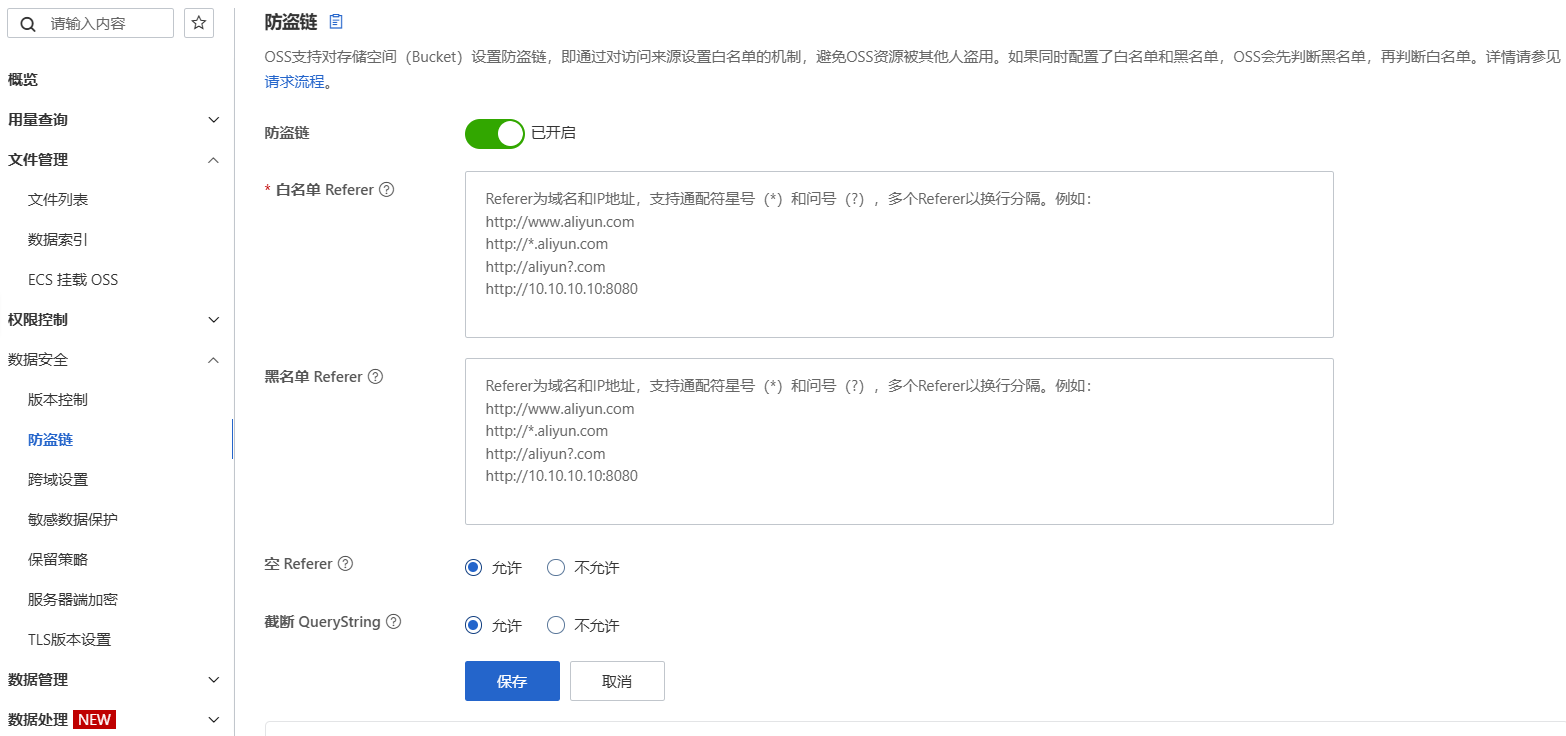 请输入内容
概览
用量查询
文件管理
文件列表
数据索引
ECS 挂载 OSS
权限控制
数据安全
版本控制
防盗链
跨域设置
敏感数据保护
保留策略
服务器端加密
TLS版本设置
数据管理
数据处理 NEW
防盗链
OSS支持对存储空间（Bucket）设置防盗链，即通过对访问来源设置白名单的机制，避免OSS资源被其他人盗用。如果同时配置了白名单和黑名单，OSS会先判断黑名单，再判断白名单。详情请参见
请求流程。
防盗链 已开启
* 白名单 Referer ?
Referer为域名和IP地址，支持通配符星号（*）和问号（?），多个Referer以换行分隔。例如：
http://www.aliyun.com
http://*.aliyun.com
http://aliyun?.com
http://10.10.10.10:8080
黑名单 Referer ?
Referer为域名和IP地址，支持通配符星号（*）和问号（?），多个Referer以换行分隔。例如：
http://www.aliyun.com
http://*.aliyun.com
http://aliyun?.com
http://10.10.10.10:8080
空 Referer ? 允许 不允许
截断 QueryString ? 允许 不允许
保存 取消